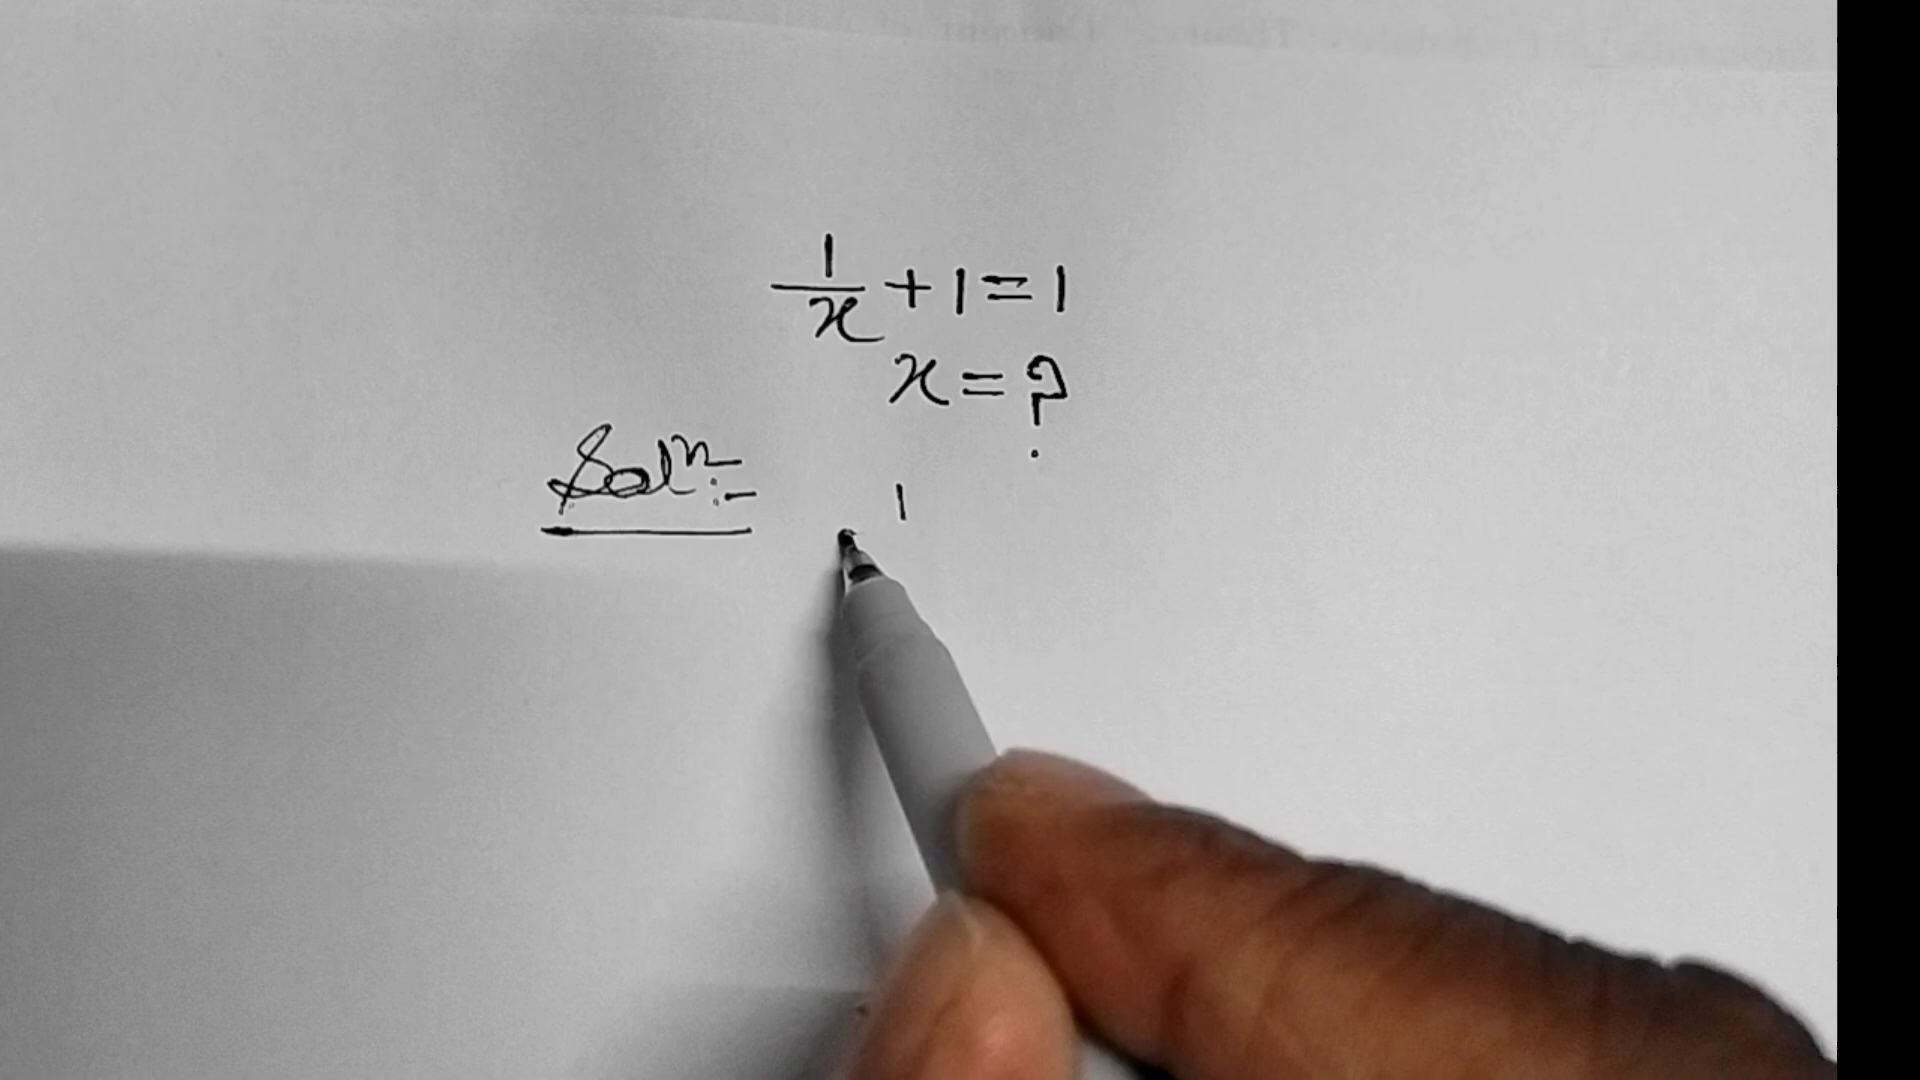 1/x + 1 = 1
x = ?
Solⁿ :-
1